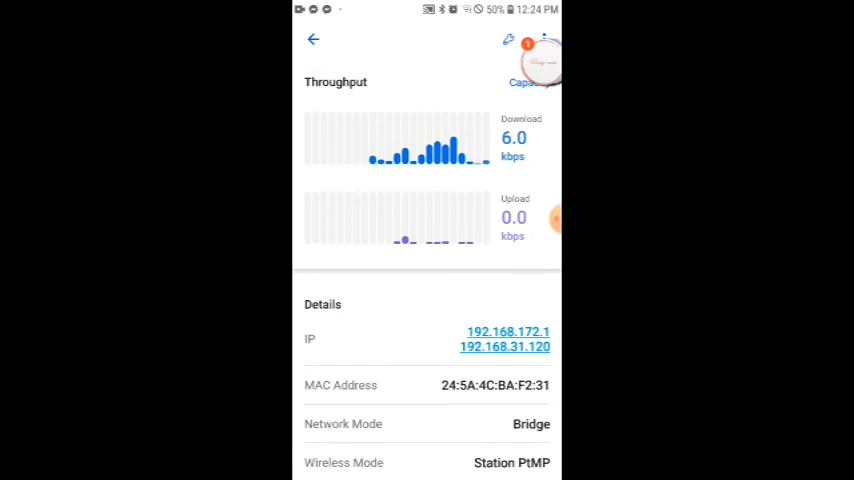 50% 12:24 PM
1
Throughput
Download
6.0
kbps
Upload
0.0
kbps
Details
IP
192.168.172.1
192.168.31.120
MAC Address 24:5A:4C:BA:F2:31
Network Mode Bridge
Wireless Mode Station PtMP